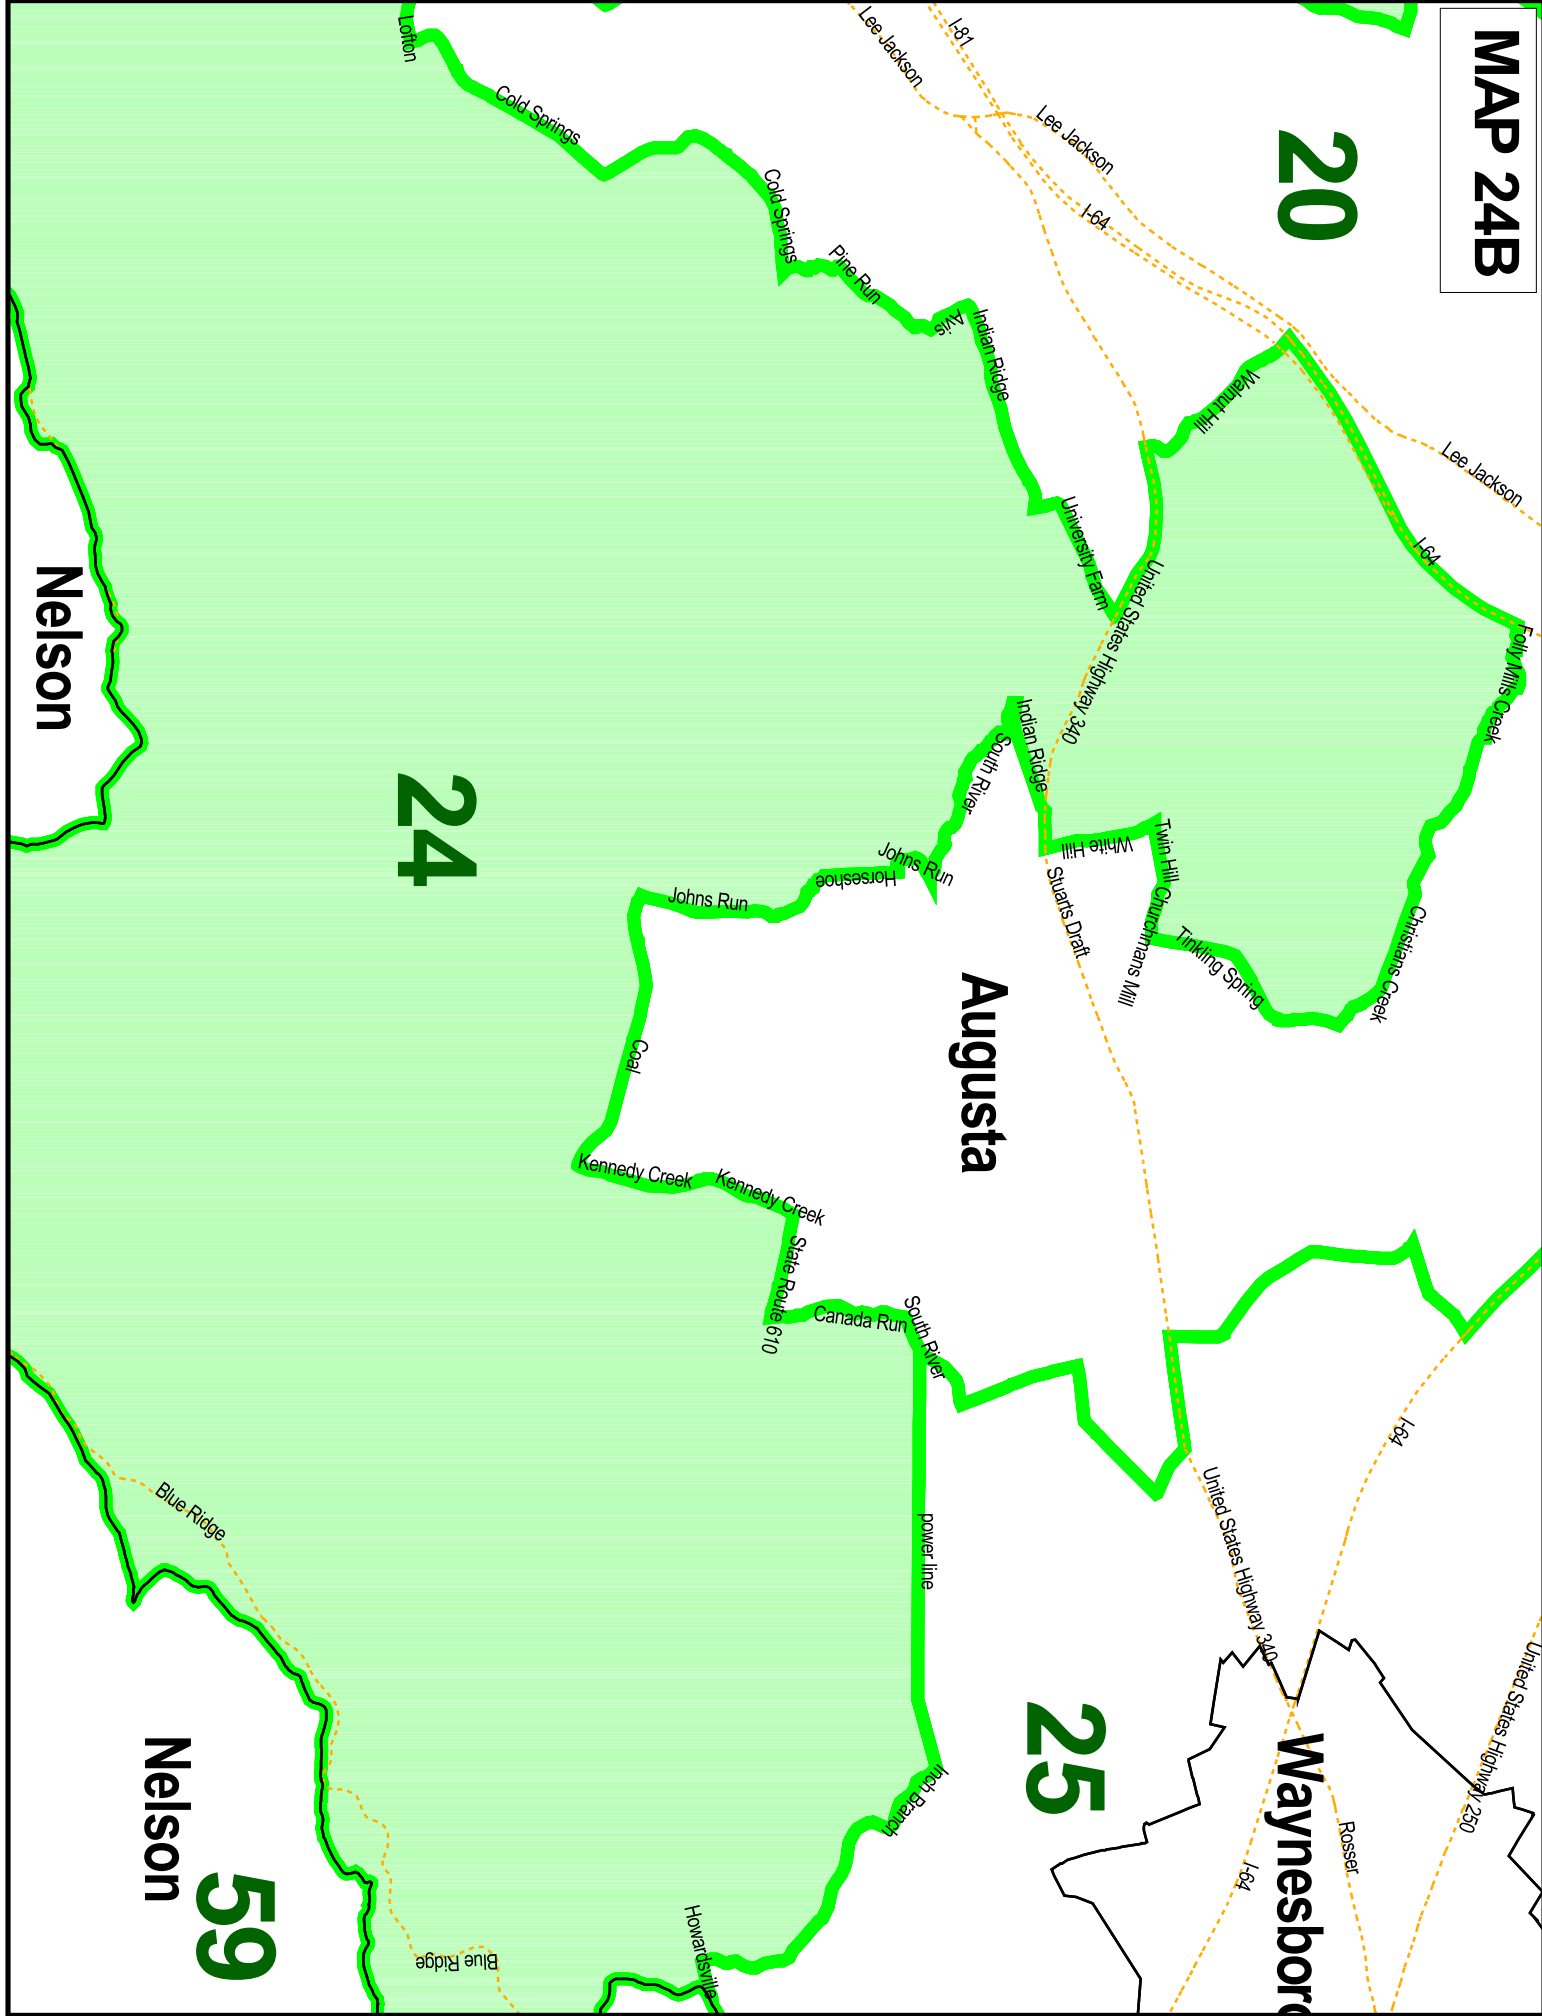 MAP 24B
20
Lee Jackson
I-81
Lee Jackson
I-64
Lee Jackson
I-64
Lofton
Cold Springs
Cold Springs
Pine Run
Avis
Indian Ridge
Walnut Hill
University Farm
United States Highway 340
Folly Mills Creek
Indian Ridge
South River
White Hill
Twin Hill
Churchmans Mill
Tinkling Spring
Christians Creek
Stuarts Draft
Johns Run
Horseshoe
Johns Run
Nelson
24
Augusta
Coal
Kennedy Creek
Kennedy Creek
State Route 610
Canada Run
South River
power line
I-64
United States Highway 340
United States Highway 250
25
Waynesboro
Rosser
I-64
Inch Branch
Howardsville
Blue Ridge
Blue Ridge
Nelson
59